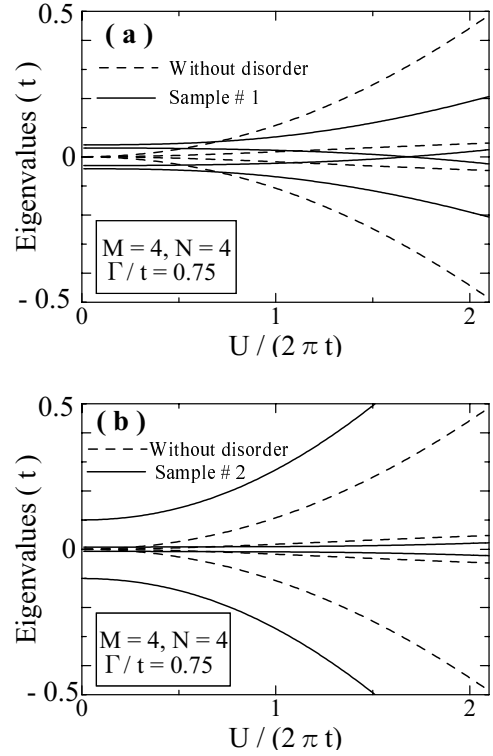 0.5
( a )
Without disorder
Sample # 1
Eigenvalues ( t )
0
M = 4, N = 4
Γ / t = 0.75
- 0.5
0
1
2
U / (2 π t)
0.5
( b )
Without disorder
Sample # 2
Eigenvalues ( t )
0
M = 4, N = 4
Γ / t = 0.75
- 0.5
0
1
2
U / (2 π t)